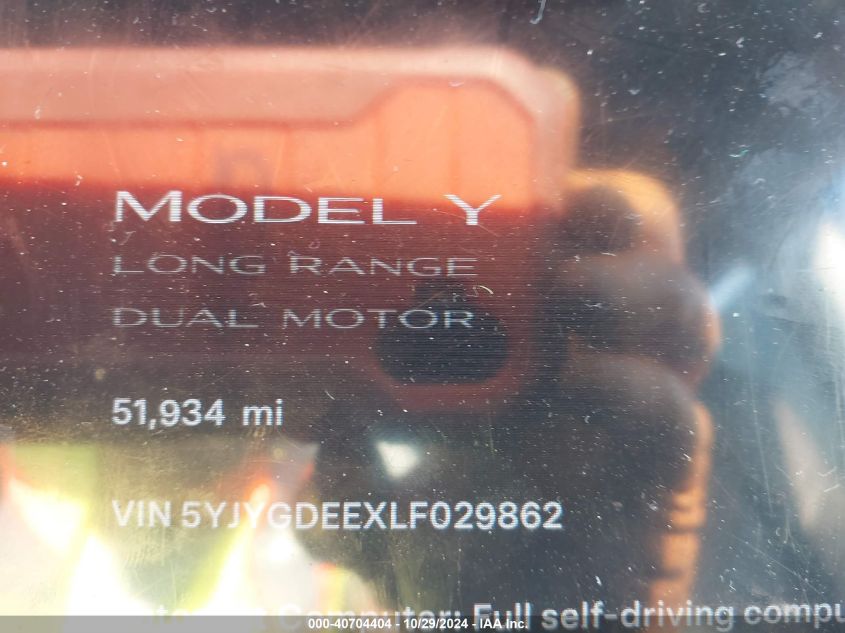 MODEL Y
LONG RANGE
DUAL MOTOR
51,934 mi
VIN 5YJYGDEEXLF029862
Computer: Full self-driving
000-40704404 - 10/29/2024 - IAA Inc.